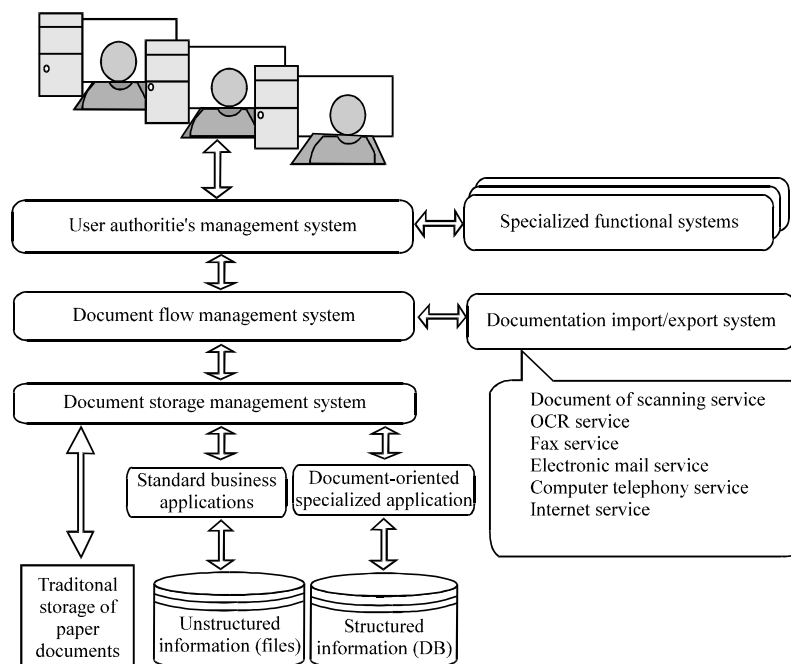 User authoritie's management system
Specialized functional systems
Document flow management system
Documentation import/export system
Document storage management system
Document of scanning service
OCR service
Fax service
Electronic mail service
Computer telephony service
Internet service
Standard business
applications
Document-oriented
specialized application
Traditonal
storage of
paper
documents
Unstructured
information (files)
Structured
information (DB)